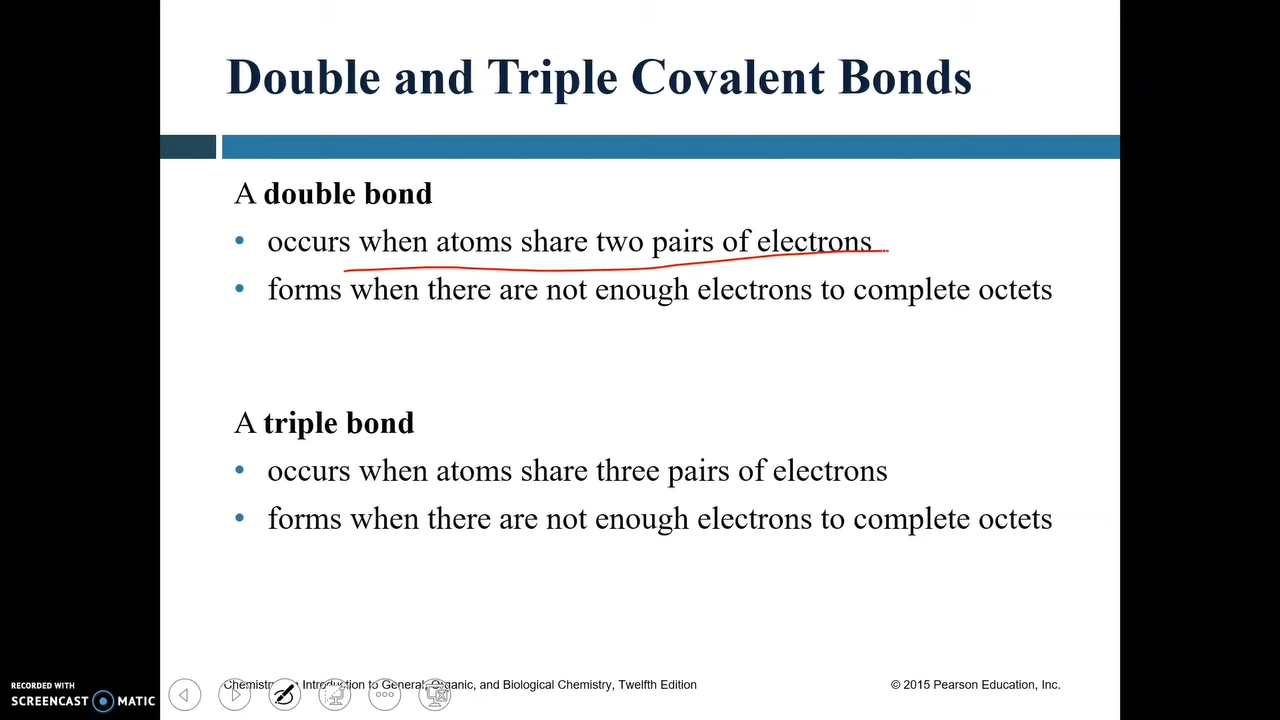 Double and Triple Covalent Bonds
A double bond
• occurs when atoms share two pairs of electrons
• forms when there are not enough electrons to complete octets
A triple bond
• occurs when atoms share three pairs of electrons
• forms when there are not enough electrons to complete octets
Chemistry: An Introduction to General, Organic, and Biological Chemistry, Twelfth Edition
© 2015 Pearson Education, Inc.
RECORDED WITH
SCREENCAST MATIC